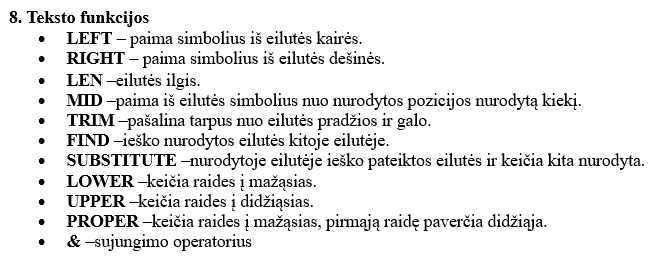 8. Teksto funkcijos
• LEFT – paima simbolius iš eilutės kairės.
• RIGHT – paima simbolius iš eilutės dešinės.
• LEN –eilutės ilgis.
• MID –paima iš eilutės simbolius nuo nurodytos pozicijos nurodytą kiekį.
• TRIM –pašalina tarpus nuo eilutės pradžios ir galo.
• FIND –ieško nurodytos eilutės kitoje eilutėje.
• SUBSTITUTE –nurodytoje eilutėje ieško pateiktos eilutės ir keičia kita nurodyta.
• LOWER –keičia raides į mažąsias.
• UPPER –keičia raides į didžiąsias.
• PROPER –keičia raides į mažąsias, pirmąją raidę paverčia didžiąja.
• & –sujungimo operatorius